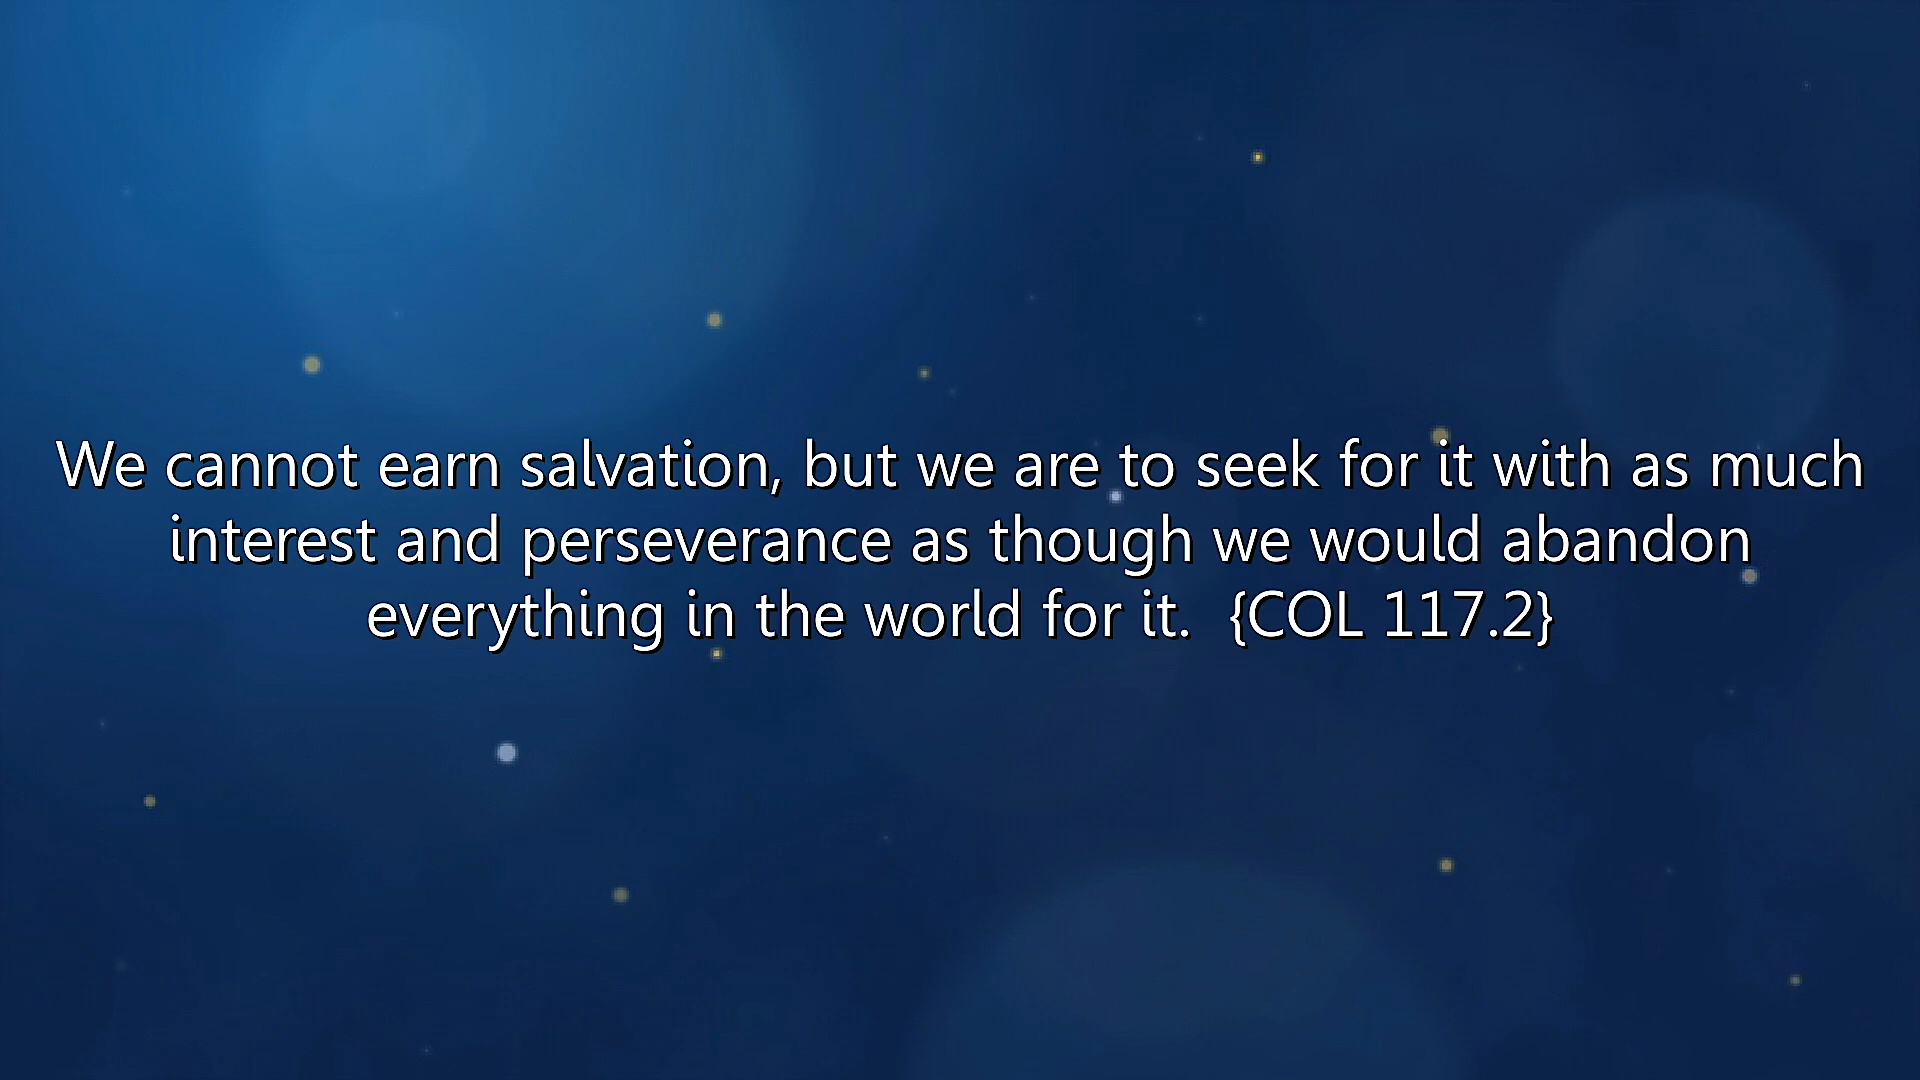 We cannot earn salvation, but we are to seek for it with as much
interest and perseverance as though we would abandon
everything in the world for it.  {COL 117.2}